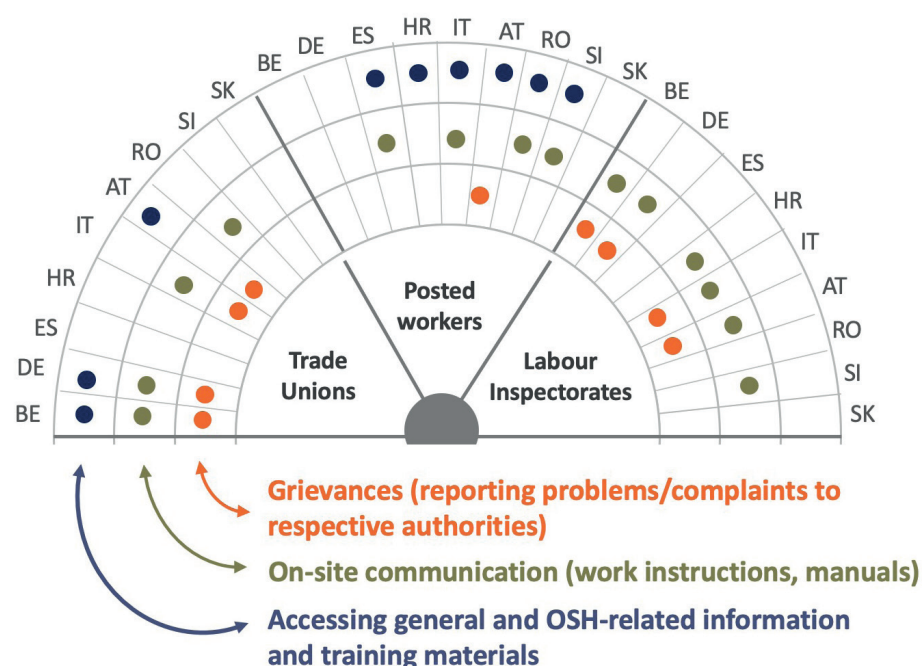 BE
DE
ES
HR
IT
AT
RO
SI
SK
BE
DE
ES
HR
IT
AT
RO
SI
SK
BE
DE
ES
HR
IT
AT
RO
SI
SK
Trade
Unions
Posted
workers
Labour
Inspectorates
Grievances (reporting problems/complaints to
respective authorities)
On-site communication (work instructions, manuals)
Accessing general and OSH-related information
and training materials